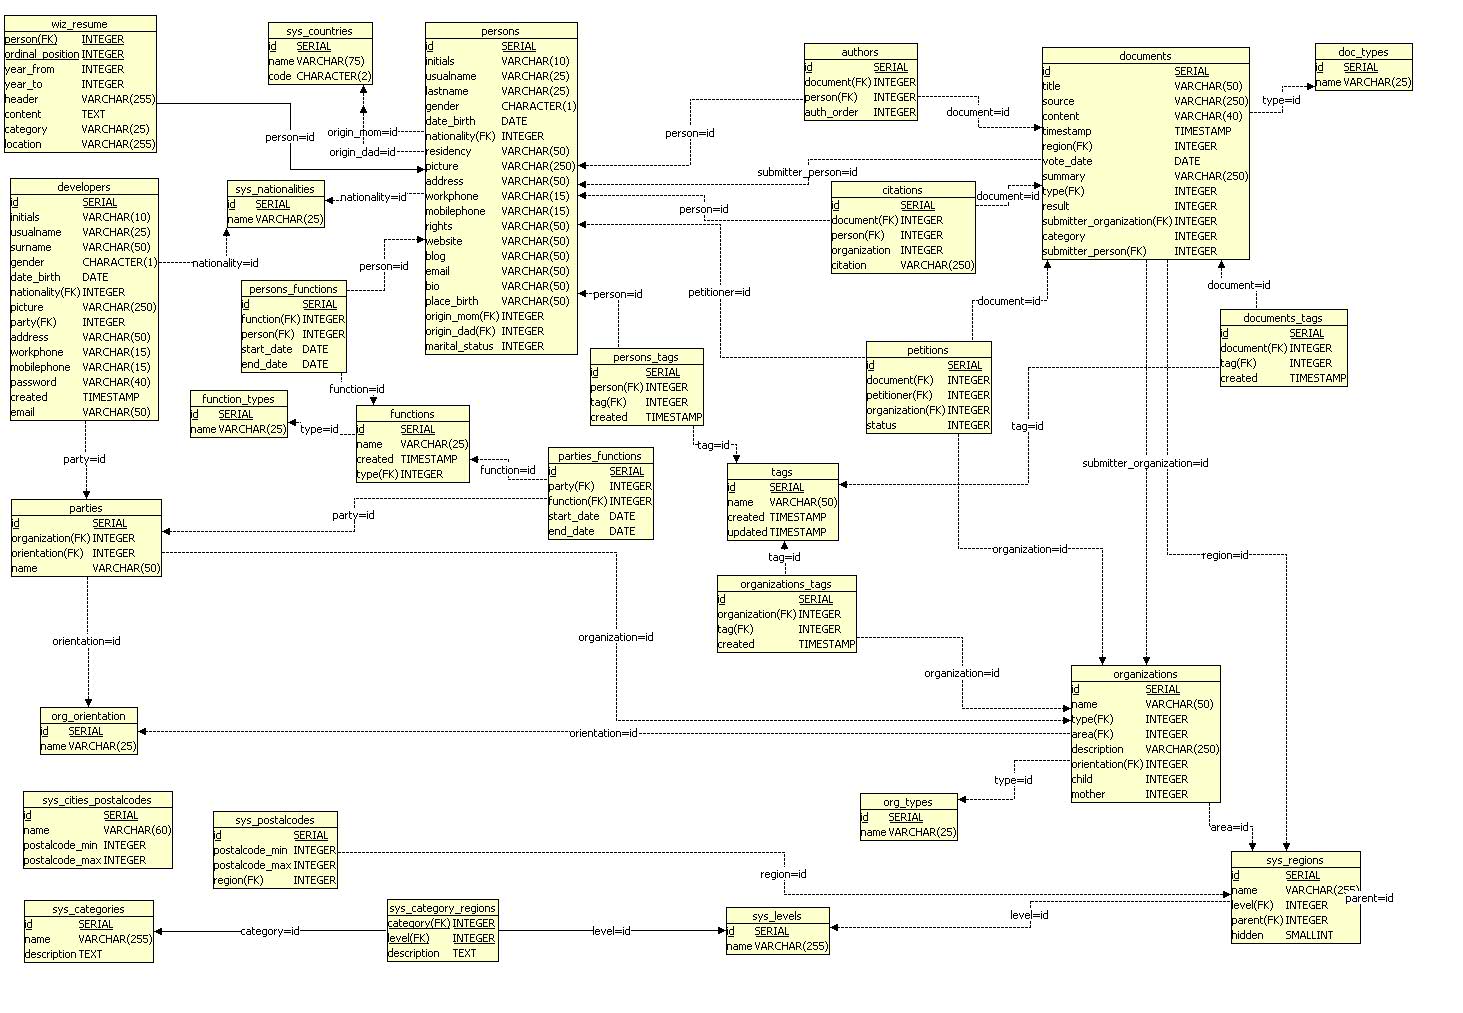 wiz_resume
person(FK) INTEGER
ordinal_position INTEGER
year_from INTEGER
year_to INTEGER
header VARCHAR(255)
content TEXT
category VARCHAR(25)
location VARCHAR(255)
sys_countries
id SERIAL
name VARCHAR(75)
code CHARACTER(2)
persons
id SERIAL
initials VARCHAR(10)
usualname VARCHAR(25)
lastname VARCHAR(25)
gender CHARACTER(1)
date_birth DATE
nationality(FK) INTEGER
residency VARCHAR(50)
picture VARCHAR(250)
address VARCHAR(50)
workphone VARCHAR(15)
mobilephone VARCHAR(15)
rights VARCHAR(50)
website VARCHAR(50)
blog VARCHAR(50)
email VARCHAR(50)
bio VARCHAR(50)
place_birth VARCHAR(50)
origin_mom(FK) INTEGER
origin_dad(FK) INTEGER
marital_status INTEGER
authors
id SERIAL
document(FK) INTEGER
person(FK) INTEGER
auth_order INTEGER
documents
id SERIAL
title VARCHAR(50)
source VARCHAR(250)
content VARCHAR(40)
timestamp TIMESTAMP
region(FK) INTEGER
vote_date DATE
summary VARCHAR(250)
type(FK) INTEGER
result INTEGER
submitter_organization(FK) INTEGER
category INTEGER
submitter_person(FK) INTEGER
doc_types
id SERIAL
name VARCHAR(25)
type=id
document=id
person=id
origin_mom=id
origin_dad=id
person=id
submitter_person=id
developers
id SERIAL
initials VARCHAR(10)
usualname VARCHAR(25)
surname VARCHAR(50)
gender CHARACTER(1)
date_birth DATE
nationality(FK) INTEGER
picture VARCHAR(250)
party(FK) INTEGER
address VARCHAR(50)
workphone VARCHAR(15)
mobilephone VARCHAR(15)
password VARCHAR(40)
created TIMESTAMP
email VARCHAR(50)
sys_nationalities
id SERIAL
name VARCHAR(25)
nationality=id
nationality=id
citations
id SERIAL
document(FK) INTEGER
person(FK) INTEGER
organization INTEGER
citation VARCHAR(250)
document=id
person=id
person=id
persons_functions
id SERIAL
function(FK) INTEGER
person(FK) INTEGER
start_date DATE
end_date DATE
person=id
petitioner=id
document=id
document=id
documents_tags
id SERIAL
document(FK) INTEGER
tag(FK) INTEGER
created TIMESTAMP
persons_tags
id SERIAL
person(FK) INTEGER
tag(FK) INTEGER
created TIMESTAMP
petitions
id SERIAL
document(FK) INTEGER
petitioner(FK) INTEGER
organization(FK) INTEGER
status INTEGER
function=id
function_types
id SERIAL
name VARCHAR(25)
type=id
functions
id SERIAL
name VARCHAR(25)
created TIMESTAMP
type(FK) INTEGER
tag=id
tag=id
party=id
function=id
parties_functions
id SERIAL
party(FK) INTEGER
function(FK) INTEGER
start_date DATE
end_date DATE
tags
id SERIAL
name VARCHAR(50)
created TIMESTAMP
updated TIMESTAMP
submitter_organization=id
parties
id SERIAL
organization(FK) INTEGER
orientation(FK) INTEGER
name VARCHAR(50)
party=id
tag=id
organization=id
region=id
organizations_tags
id SERIAL
organization(FK) INTEGER
tag(FK) INTEGER
created TIMESTAMP
orientation=id
organization=id
organization=id
organizations
id SERIAL
name VARCHAR(50)
type(FK) INTEGER
area(FK) INTEGER
description VARCHAR(250)
orientation(FK) INTEGER
child INTEGER
mother INTEGER
org_orientation
id SERIAL
name VARCHAR(25)
orientation=id
type=id
org_types
id SERIAL
name VARCHAR(25)
area=id
sys_cities_postalcodes
id SERIAL
name VARCHAR(60)
postalcode_min INTEGER
postalcode_max INTEGER
sys_postalcodes
id SERIAL
postalcode_min INTEGER
postalcode_max INTEGER
region(FK) INTEGER
region=id
sys_regions
id SERIAL
name VARCHAR(255)
level(FK) INTEGER
parent(FK) INTEGER
hidden SMALLINT
parent=id
sys_categories
id SERIAL
name VARCHAR(255)
description TEXT
category=id
sys_category_regions
category(FK) INTEGER
level(FK) INTEGER
description TEXT
level=id
sys_levels
id SERIAL
name VARCHAR(255)
level=id